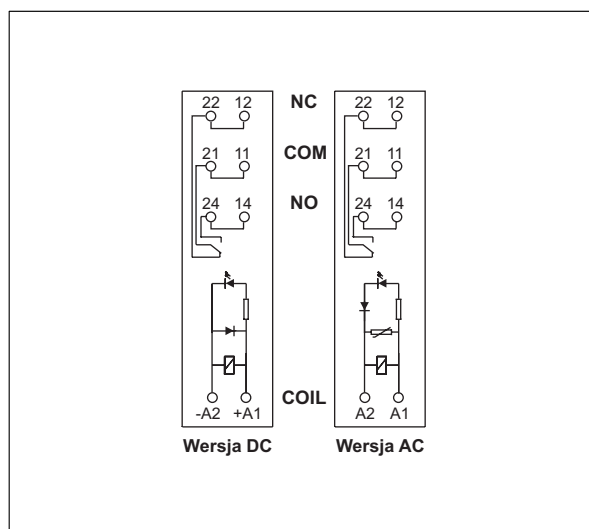 22 12 NC 22 12
21 11 COM 21 11
24 14 NO 24 14
-A2 +A1 COIL A2 A1
Wersja DC Wersja AC